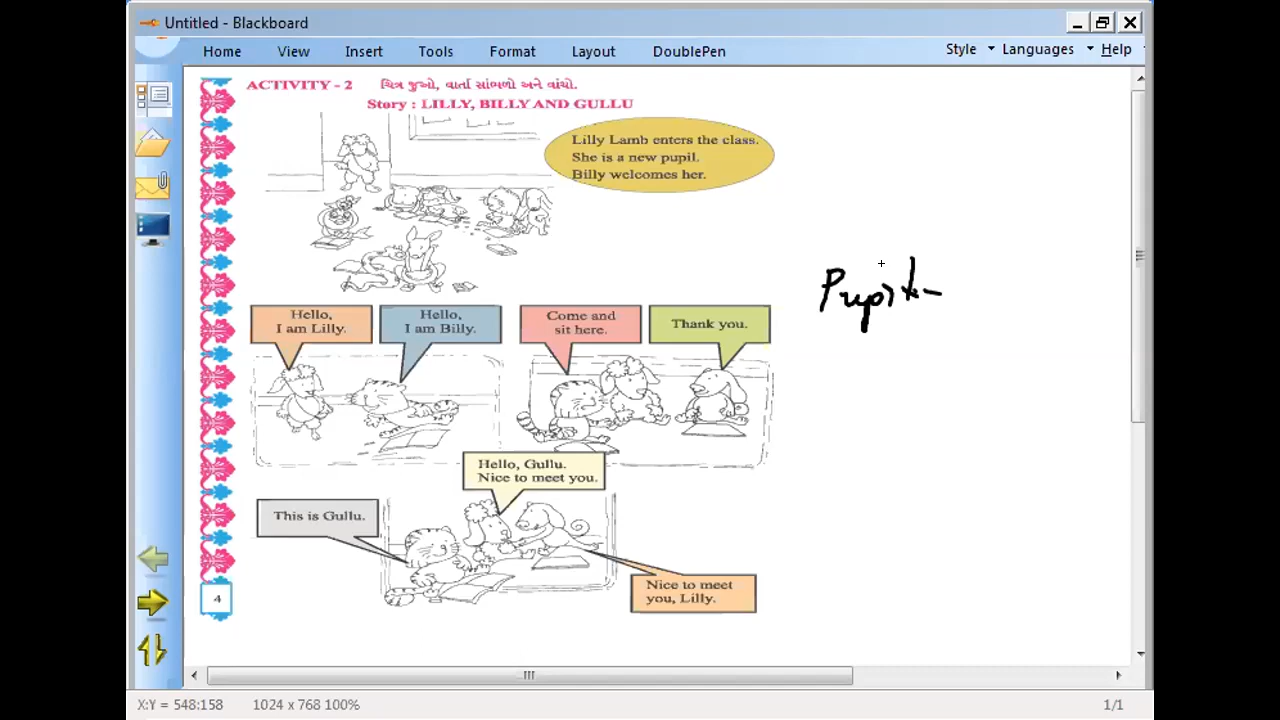 Untitled - Blackboard
Home View Insert Tools Format Layout DoublePen
Style Languages Help
ACTIVITY - 2 ચિત્ર જુઓ, વાર્તા સાંભળો અને વાંચો.
Story : LILLY, BILLY AND GULLU
Lilly Lamb enters the class.
She is a new pupil.
Billy welcomes her.
Hello,
I am Lilly.
Hello,
I am Billy.
Come and
sit here.
Thank you.
Hello, Gullu.
Nice to meet you.
This is Gullu.
Nice to meet
you, Lilly.
4
X:Y = 548:158 1024 x 768 100% 1/1